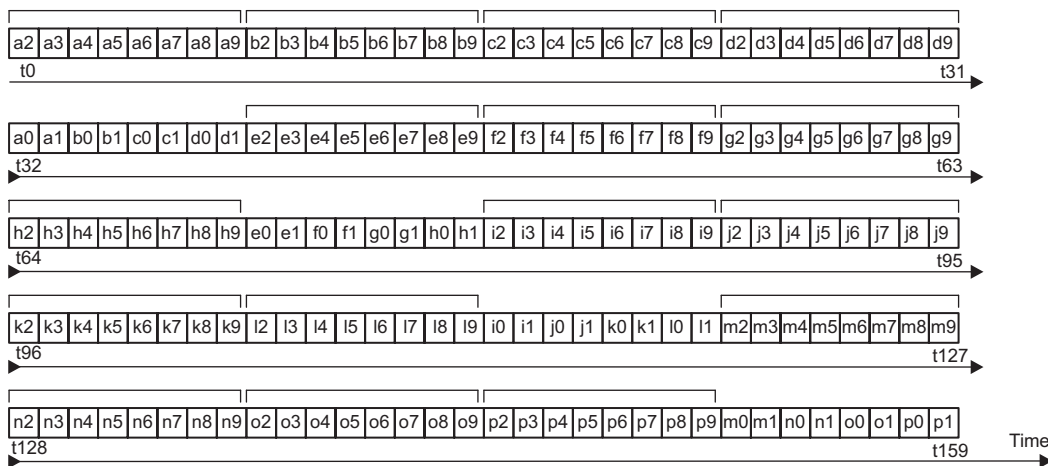 a2 a3 a4 a5 a6 a7 a8 a9 b2 b3 b4 b5 b6 b7 b8 b9 c2 c3 c4 c5 c6 c7 c8 c9 d2 d3 d4 d5 d6 d7 d8 d9
t0 t31
a0 a1 b0 b1 c0 c1 d0 d1 e2 e3 e4 e5 e6 e7 e8 e9 f2 f3 f4 f5 f6 f7 f8 f9 g2 g3 g4 g5 g6 g7 g8 g9
t32 t63
h2 h3 h4 h5 h6 h7 h8 h9 e0 e1 f0 f1 g0 g1 h0 h1 i2 i3 i4 i5 i6 i7 i8 i9 j2 j3 j4 j5 j6 j7 j8 j9
t64 t95
k2 k3 k4 k5 k6 k7 k8 k9 l2 l3 l4 l5 l6 l7 l8 l9 i0 i1 j0 j1 k0 k1 l0 l1 m2 m3 m4 m5 m6 m7 m8 m9
t96 t127
n2 n3 n4 n5 n6 n7 n8 n9 o2 o3 o4 o5 o6 o7 o8 o9 p2 p3 p4 p5 p6 p7 p8 p9 m0 m1 n0 n1 o0 o1 p0 p1
t128 t159 Time